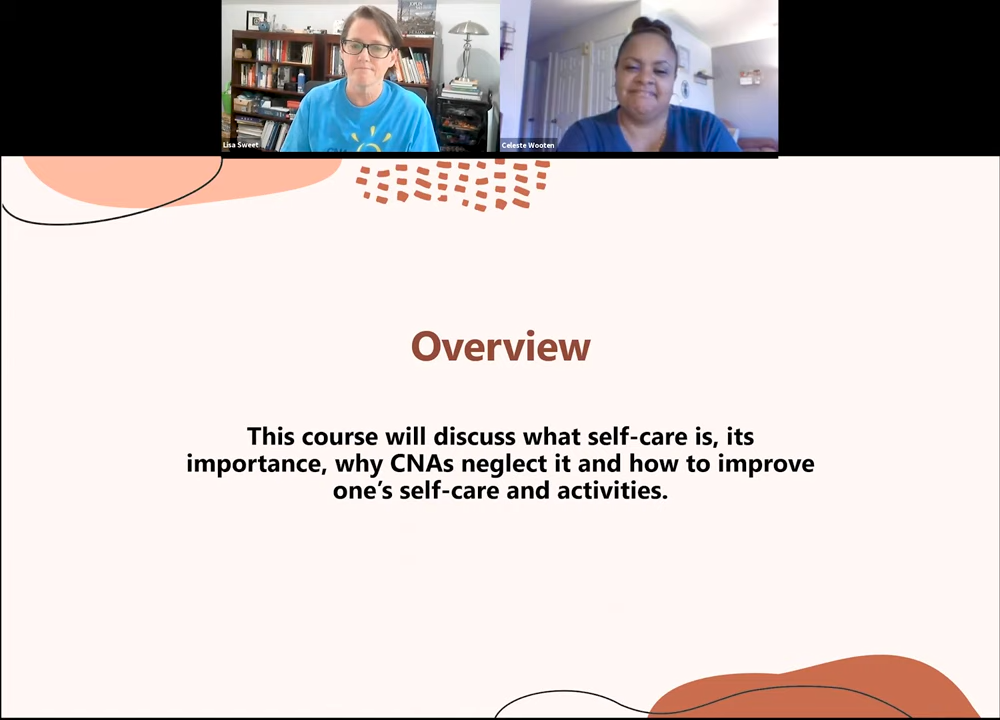 Lisa Sweet
Celeste Wooten
Overview
This course will discuss what self-care is, its
importance, why CNAs neglect it and how to improve
one's self-care and activities.